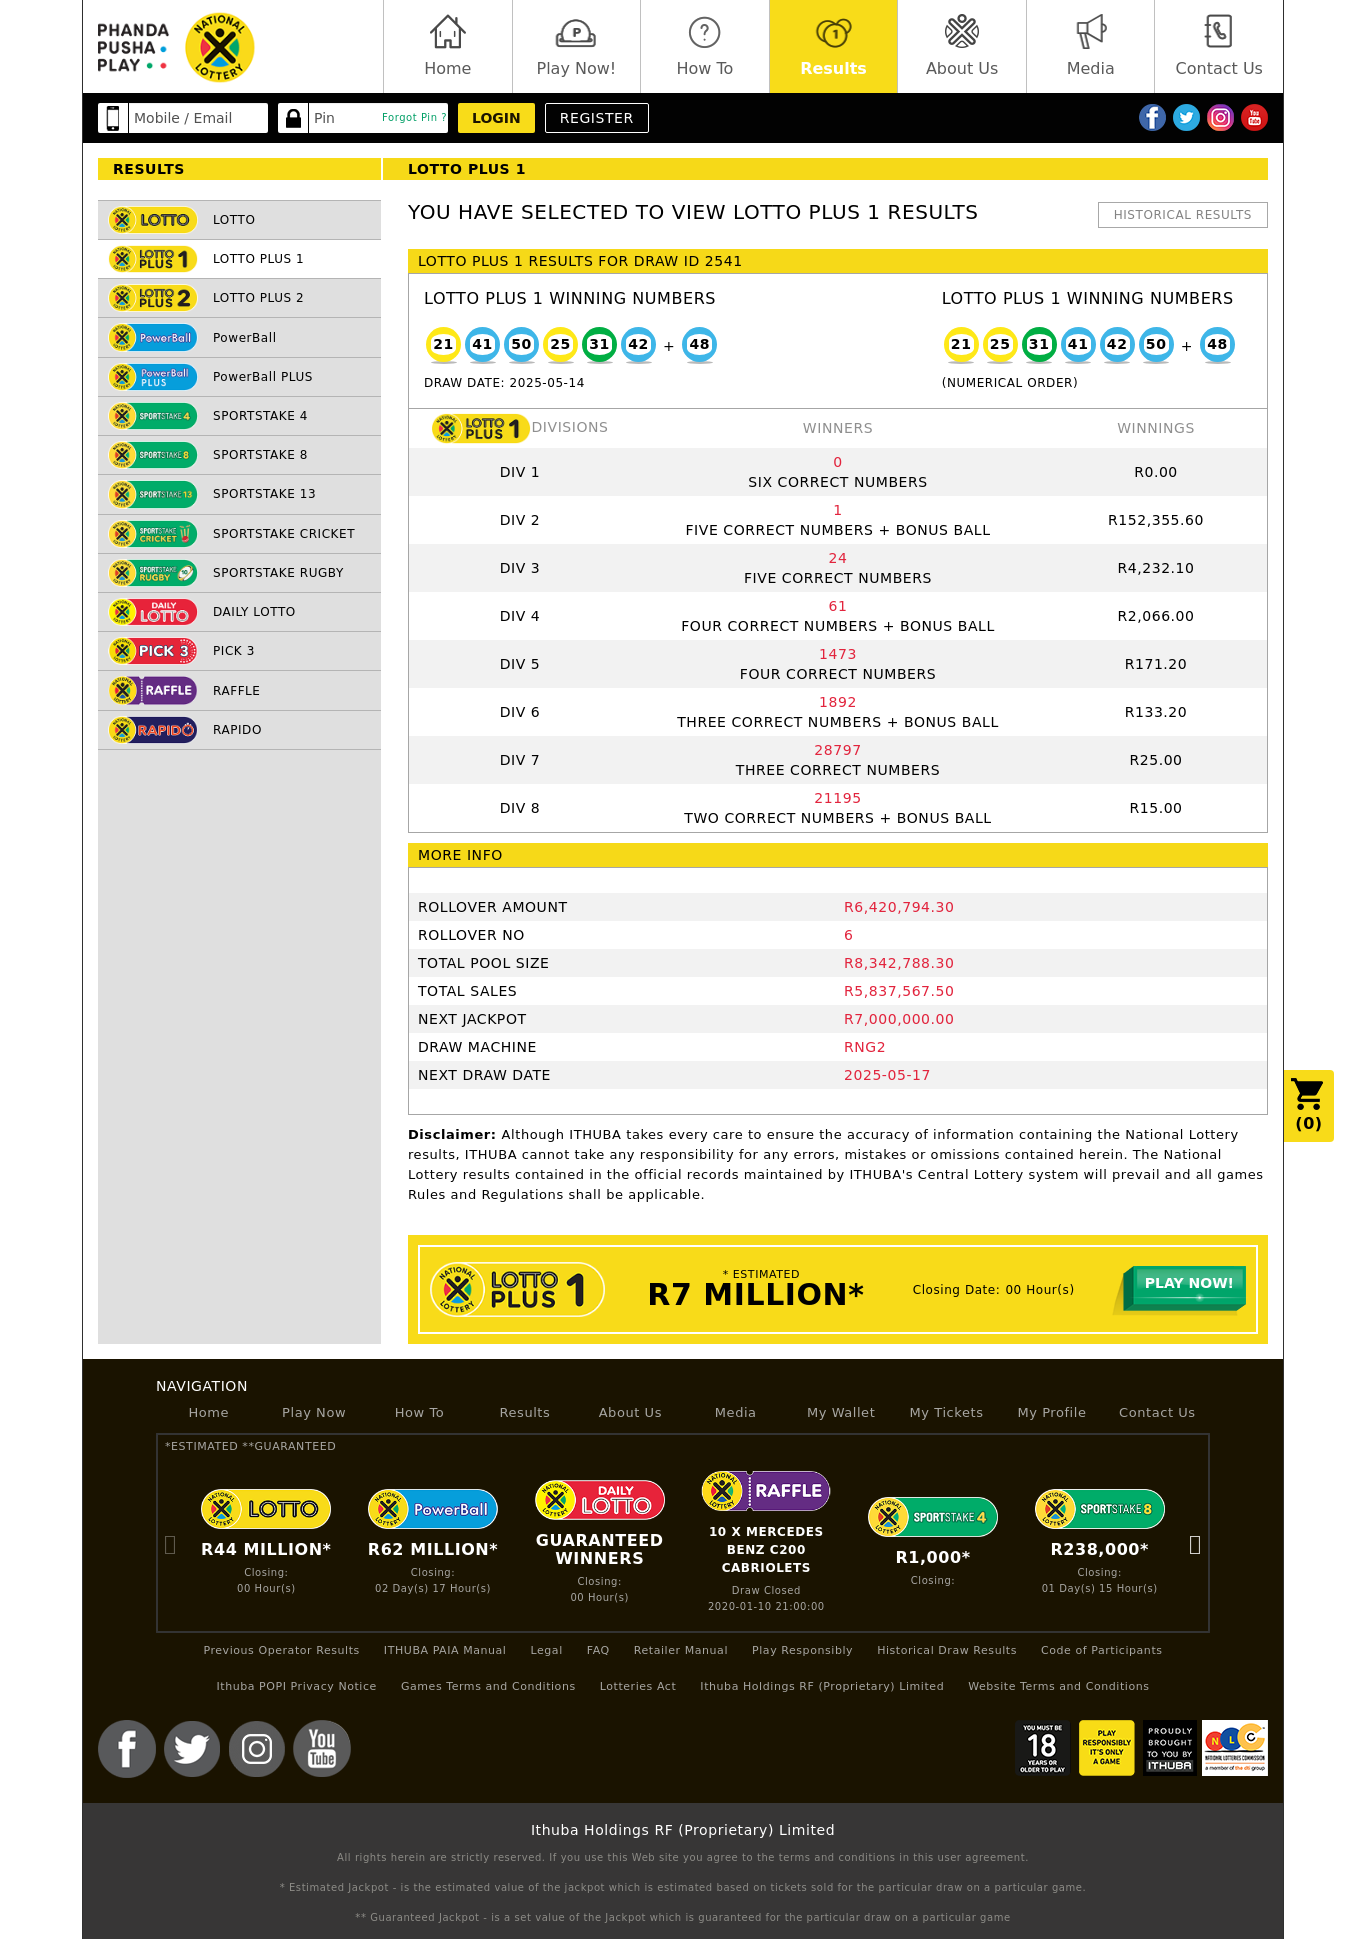 PHANDA
PUSHA
PLAY
NATIONAL
LOTTERY
Home
Play Now!
How To
Results
About Us
Media
Contact Us
Mobile / Email
Pin
Forgot Pin ?
LOGIN
REGISTER
RESULTS
LOTTO PLUS 1
LOTTO
LOTTO PLUS 1
LOTTO PLUS 2
PowerBall
PowerBall PLUS
SPORTSTAKE 4
SPORTSTAKE 8
SPORTSTAKE 13
SPORTSTAKE CRICKET
SPORTSTAKE RUGBY
DAILY LOTTO
PICK 3
RAFFLE
RAPIDO
YOU HAVE SELECTED TO VIEW LOTTO PLUS 1 RESULTS
HISTORICAL RESULTS
LOTTO PLUS 1 RESULTS FOR DRAW ID 2541
LOTTO PLUS 1 WINNING NUMBERS
21 41 50 25 31 42 + 48
DRAW DATE: 2025-05-14
LOTTO PLUS 1 WINNING NUMBERS
21 25 31 41 42 50 + 48
(NUMERICAL ORDER)
LOTTO PLUS 1 DIVISIONS WINNERS WINNINGS
DIV 1 0 SIX CORRECT NUMBERS R0.00
DIV 2 1 FIVE CORRECT NUMBERS + BONUS BALL R152,355.60
DIV 3 24 FIVE CORRECT NUMBERS R4,232.10
DIV 4 61 FOUR CORRECT NUMBERS + BONUS BALL R2,066.00
DIV 5 1473 FOUR CORRECT NUMBERS R171.20
DIV 6 1892 THREE CORRECT NUMBERS + BONUS BALL R133.20
DIV 7 28797 THREE CORRECT NUMBERS R25.00
DIV 8 21195 TWO CORRECT NUMBERS + BONUS BALL R15.00
MORE INFO
ROLLOVER AMOUNT R6,420,794.30
ROLLOVER NO 6
TOTAL POOL SIZE R8,342,788.30
TOTAL SALES R5,837,567.50
NEXT JACKPOT R7,000,000.00
DRAW MACHINE RNG2
NEXT DRAW DATE 2025-05-17
(0)
Disclaimer: Although ITHUBA takes every care to ensure the accuracy of information containing the National Lottery
results, ITHUBA cannot take any responsibility for any errors, mistakes or omissions contained herein. The National
Lottery results contained in the official records maintained by ITHUBA's Central Lottery system will prevail and all games
Rules and Regulations shall be applicable.
NATIONAL LOTTERY
LOTTO PLUS 1
* ESTIMATED
R7 MILLION*
Closing Date: 00 Hour(s)
PLAY NOW!
NAVIGATION
Home Play Now How To Results About Us Media My Wallet My Tickets My Profile Contact Us
*ESTIMATED **GUARANTEED
LOTTO
R44 MILLION*
Closing:
00 Hour(s)
PowerBall
R62 MILLION*
Closing:
02 Day(s) 17 Hour(s)
DAILY LOTTO
GUARANTEED
WINNERS
Closing:
00 Hour(s)
RAFFLE
10 X MERCEDES
BENZ C200
CABRIOLETS
Draw Closed
2020-01-10 21:00:00
SPORTSTAKE 4
R1,000*
Closing:
SPORTSTAKE 8
R238,000*
Closing:
01 Day(s) 15 Hour(s)
Previous Operator Results ITHUBA PAIA Manual Legal FAQ Retailer Manual Play Responsibly Historical Draw Results Code of Participants
Ithuba POPI Privacy Notice Games Terms and Conditions Lotteries Act Ithuba Holdings RF (Proprietary) Limited Website Terms and Conditions
You
Tube
YOU MUST BE
18
YEARS OR
OLDER TO PLAY
PLAY
RESPONSIBLY
IT'S ONLY
A GAME
PROUDLY
BROUGHT
TO YOU BY
ITHUBA
NLC
NATIONAL LOTTERIES COMMISSION
a member of the dti group
Ithuba Holdings RF (Proprietary) Limited
All rights herein are strictly reserved. If you use this Web site you agree to the terms and conditions in this user agreement.
* Estimated Jackpot - is the estimated value of the jackpot which is estimated based on tickets sold for the particular draw on a particular game.
** Guaranteed Jackpot - is a set value of the Jackpot which is guaranteed for the particular draw on a particular game